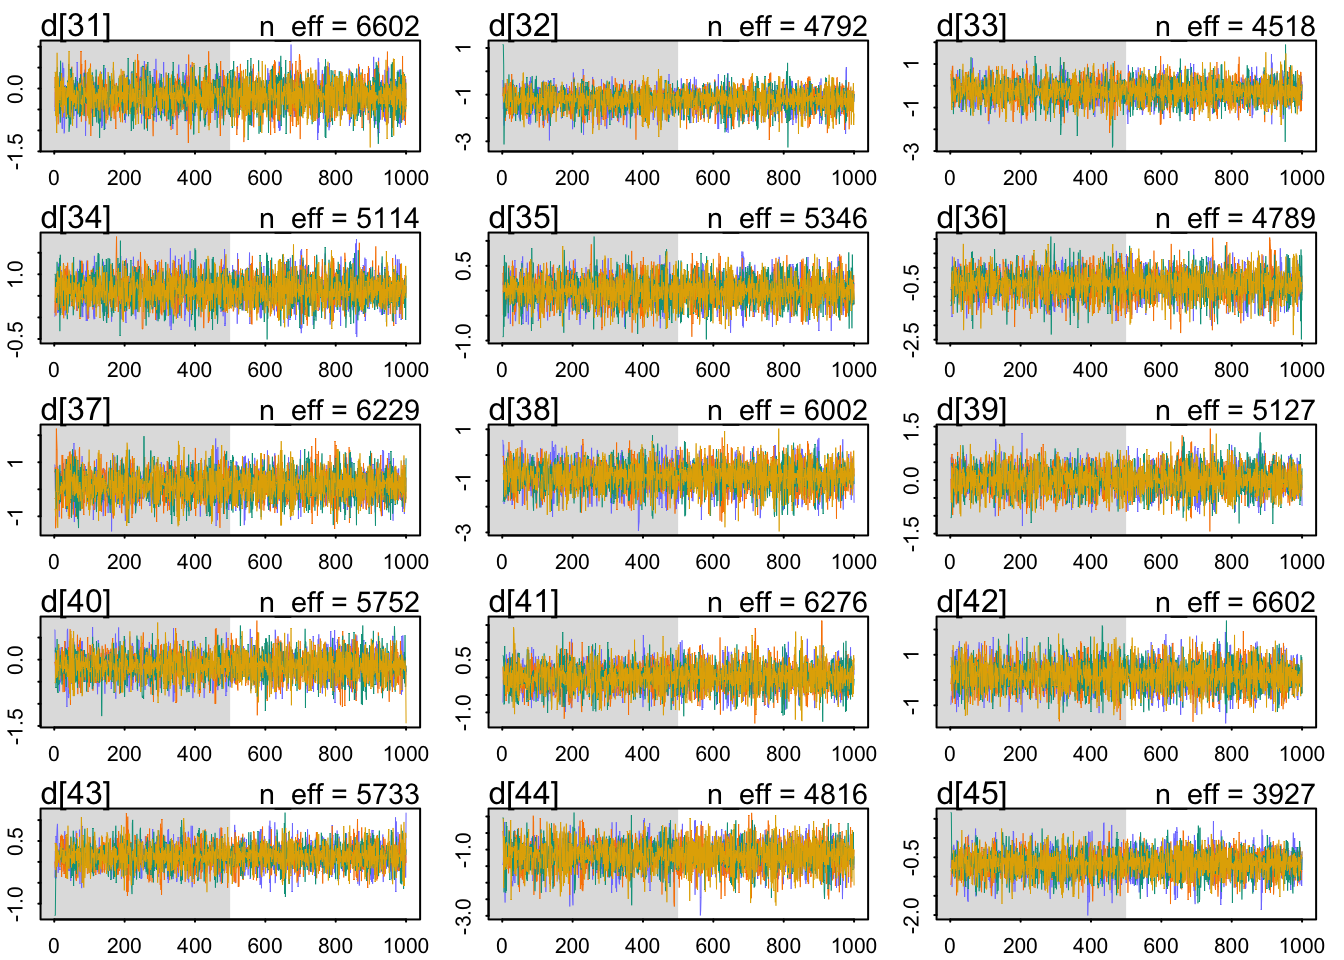 d[31] n_eff = 6602 d[32] n_eff = 4792 d[33] n_eff = 4518
0.0 -1.5 1 -1 -3 1 -1 -3
0 200 400 600 800 1000 0 200 400 600 800 1000 0 200 400 600 800 1000
d[34] n_eff = 5114 d[35] n_eff = 5346 d[36] n_eff = 4789
1.0 -0.5 0.5 -1.0 -0.5 -2.5
0 200 400 600 800 1000 0 200 400 600 800 1000 0 200 400 600 800 1000
d[37] n_eff = 6229 d[38] n_eff = 6002 d[39] n_eff = 5127
1 -1 1 -1 -3 1.5 0.0 -1.5
0 200 400 600 800 1000 0 200 400 600 800 1000 0 200 400 600 800 1000
d[40] n_eff = 5752 d[41] n_eff = 6276 d[42] n_eff = 6602
0.0 -1.5 0.5 -1.0 1 -1
0 200 400 600 800 1000 0 200 400 600 800 1000 0 200 400 600 800 1000
d[43] n_eff = 5733 d[44] n_eff = 4816 d[45] n_eff = 3927
0.5 -1.0 -1.0 -3.0 -0.5 -2.0
0 200 400 600 800 1000 0 200 400 600 800 1000 0 200 400 600 800 1000